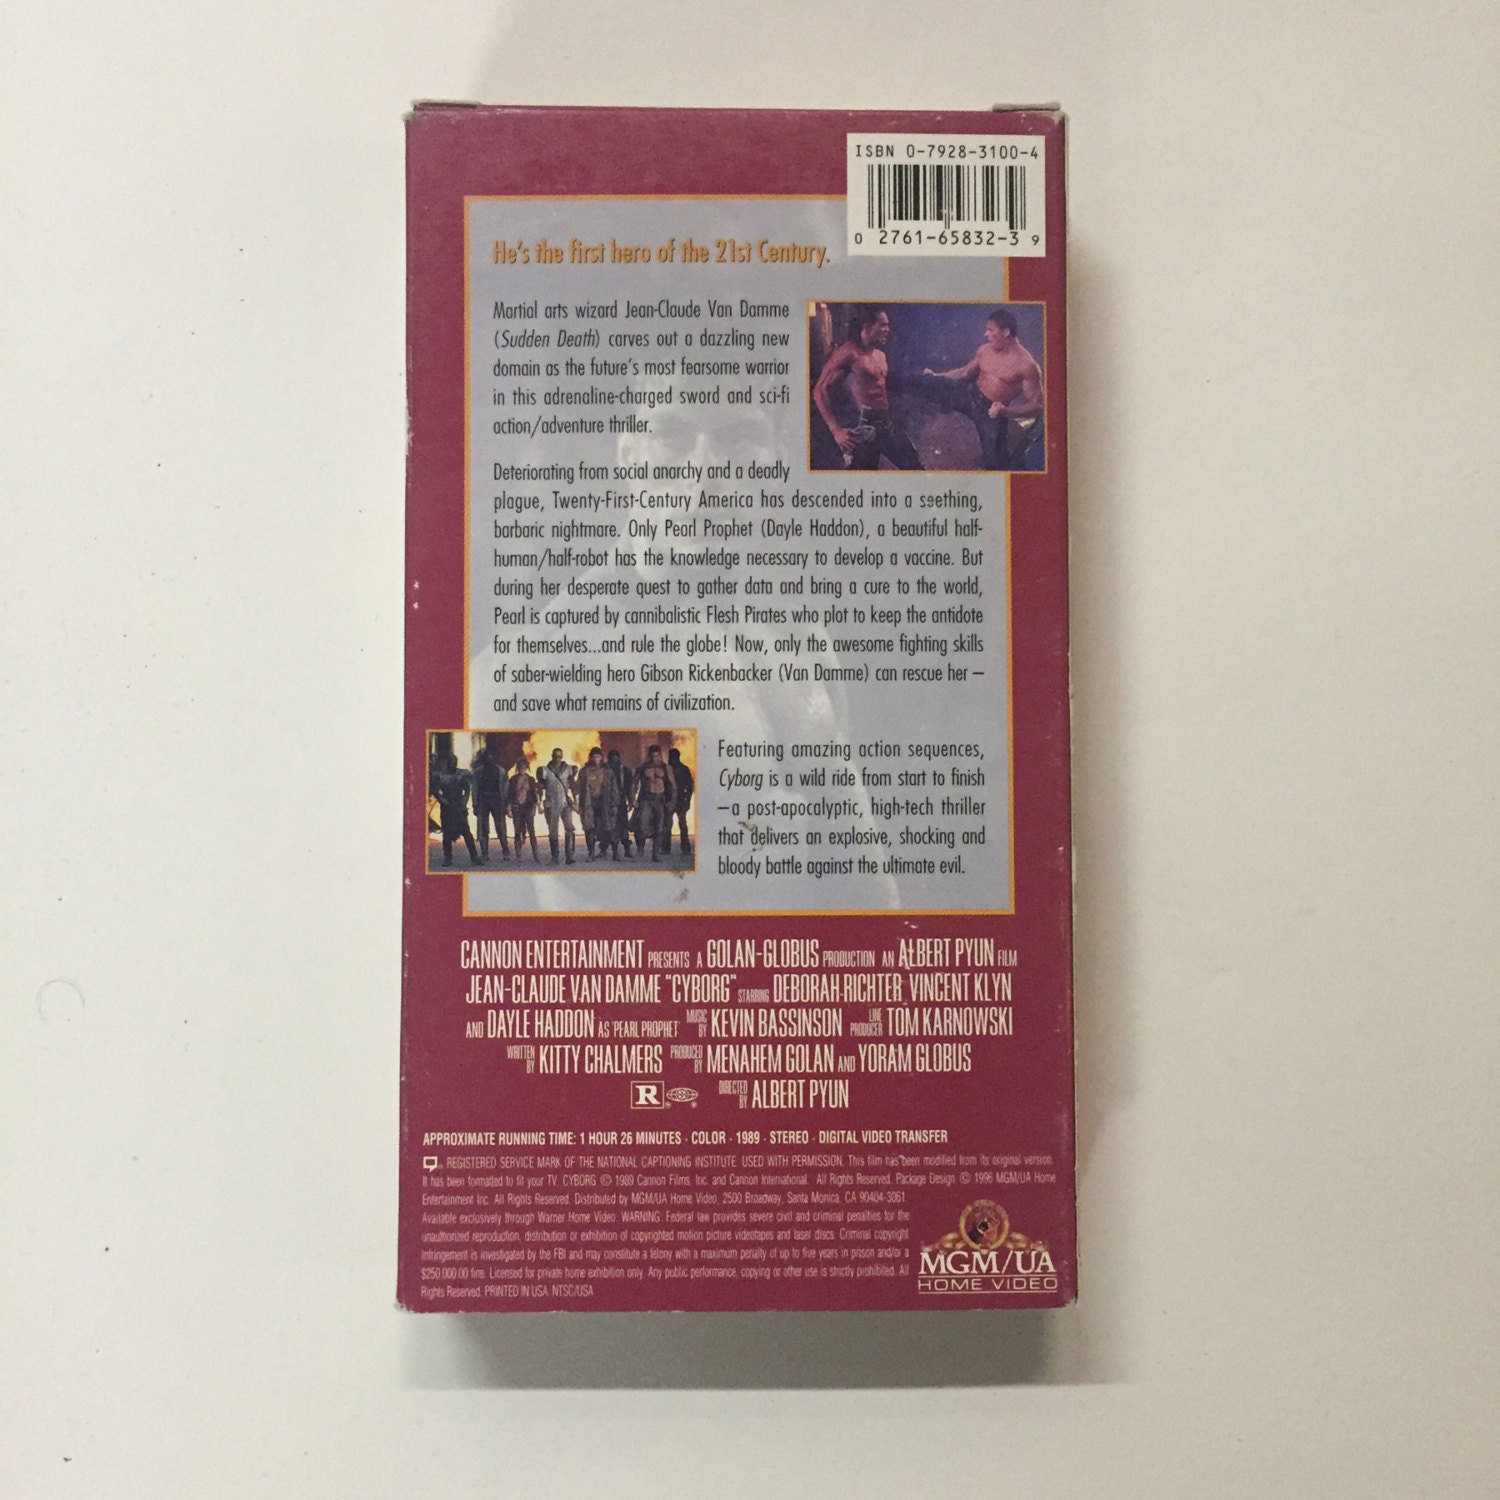 ISBN 0-7928-3100-4
0 2761-65832-3 9
He's the first hero of the 21st Century.
Martial arts wizard Jean-Claude Van Damme
(Sudden Death) carves out a dazzling new
domain as the future's most fearsome warrior
in this adrenaline-charged sword and sci-fi
action/adventure thriller.
Deteriorating from social anarchy and a deadly
plague, Twenty-First-Century America has descended into a seething,
barbaric nightmare. Only Pearl Prophet (Dayle Haddon), a beautiful half-
human/half-robot has the knowledge necessary to develop a vaccine. But
during her desperate quest to gather data and bring a cure to the world,
Pearl is captured by cannibalistic Flesh Pirates who plot to keep the antidote
for themselves...and rule the globe! Now, only the awesome fighting skills
of saber-wielding hero Gibson Rickenbacker (Van Damme) can rescue her –
and save what remains of civilization.
Featuring amazing action sequences,
Cyborg is a wild ride from start to finish
–a post-apocalyptic, high-tech thriller
that delivers an explosive, shocking and
bloody battle against the ultimate evil.
CANNON ENTERTAINMENT PRESENTS A GOLAN-GLOBUS PRODUCTION AN ALBERT PYUN FILM
JEAN-CLAUDE VAN DAMME "CYBORG" STARRING DEBORAH RICHTER VINCENT KLYN
AND DAYLE HADDON AS 'PEARL PROPHET' MUSIC BY KEVIN BASSINSON LINE PRODUCER TOM KARNOWSKI
WRITTEN BY KITTY CHALMERS PRODUCED BY MENAHEM GOLAN AND YORAM GLOBUS
R DIRECTED BY ALBERT PYUN
APPROXIMATE RUNNING TIME: 1 HOUR 26 MINUTES · COLOR · 1989 · STEREO · DIGITAL VIDEO TRANSFER
REGISTERED SERVICE MARK OF THE NATIONAL CAPTIONING INSTITUTE. USED WITH PERMISSION. This film has been modified from its original version.
It has been formatted to fit your TV. CYBORG © 1989 Cannon Films, Inc. and Cannon International. All Rights Reserved. Package Design © 1996 MGM/UA Home
Entertainment Inc. All Rights Reserved. Distributed by MGM/UA Home Video, 2500 Broadway, Santa Monica, CA 90404-3061
Available exclusively through Warner Home Video. WARNING: Federal law provides severe civil and criminal penalties for the
unauthorized reproduction, distribution or exhibition of copyrighted motion picture videotapes and laser discs. Criminal copyright
infringement is investigated by the FBI and may constitute a felony with a maximum penalty of up to five years in prison and/or a
$250,000.00 fine. Licensed for private home exhibition only. Any public performance, copying or other use is strictly prohibited. All
Rights Reserved. PRINTED IN USA. NTSC/USA
MGM/UA
HOME VIDEO